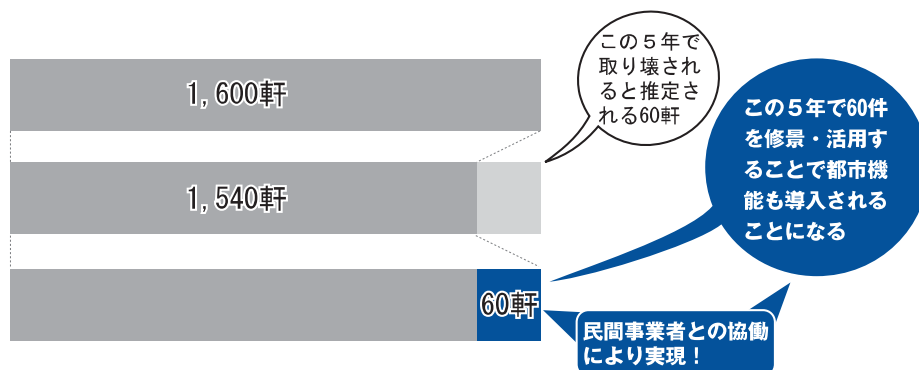 1,600軒
この５年で
取り壊され
ると推定さ
れる60軒
この５年で60件
を修景・活用す
ることで都市機
能も導入される
ことになる
1,540軒
60軒
民間事業者との協働
により実現！